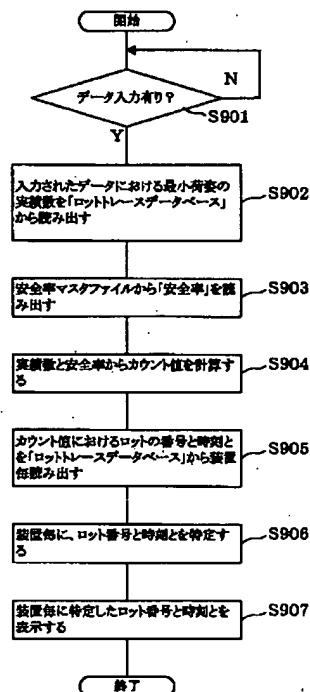 開始
N
データ入力有り?
S901
Y
入力されたデータにおける最小荷姿の
実績数を「ロットトレースデータベース」
から読み出す
S902
安全率マスタファイルから「安全率」を読
み出す
S903
実績数と安全率からカウント値を計算す
る
S904
カウント値におけるロットの番号と時刻と
を「ロットトレースデータベース」から装置
毎読み出す
S905
装置毎に、ロット番号と時刻とを特定す
る
S906
装置毎に特定したロット番号と時刻とを
表示する
S907
終了